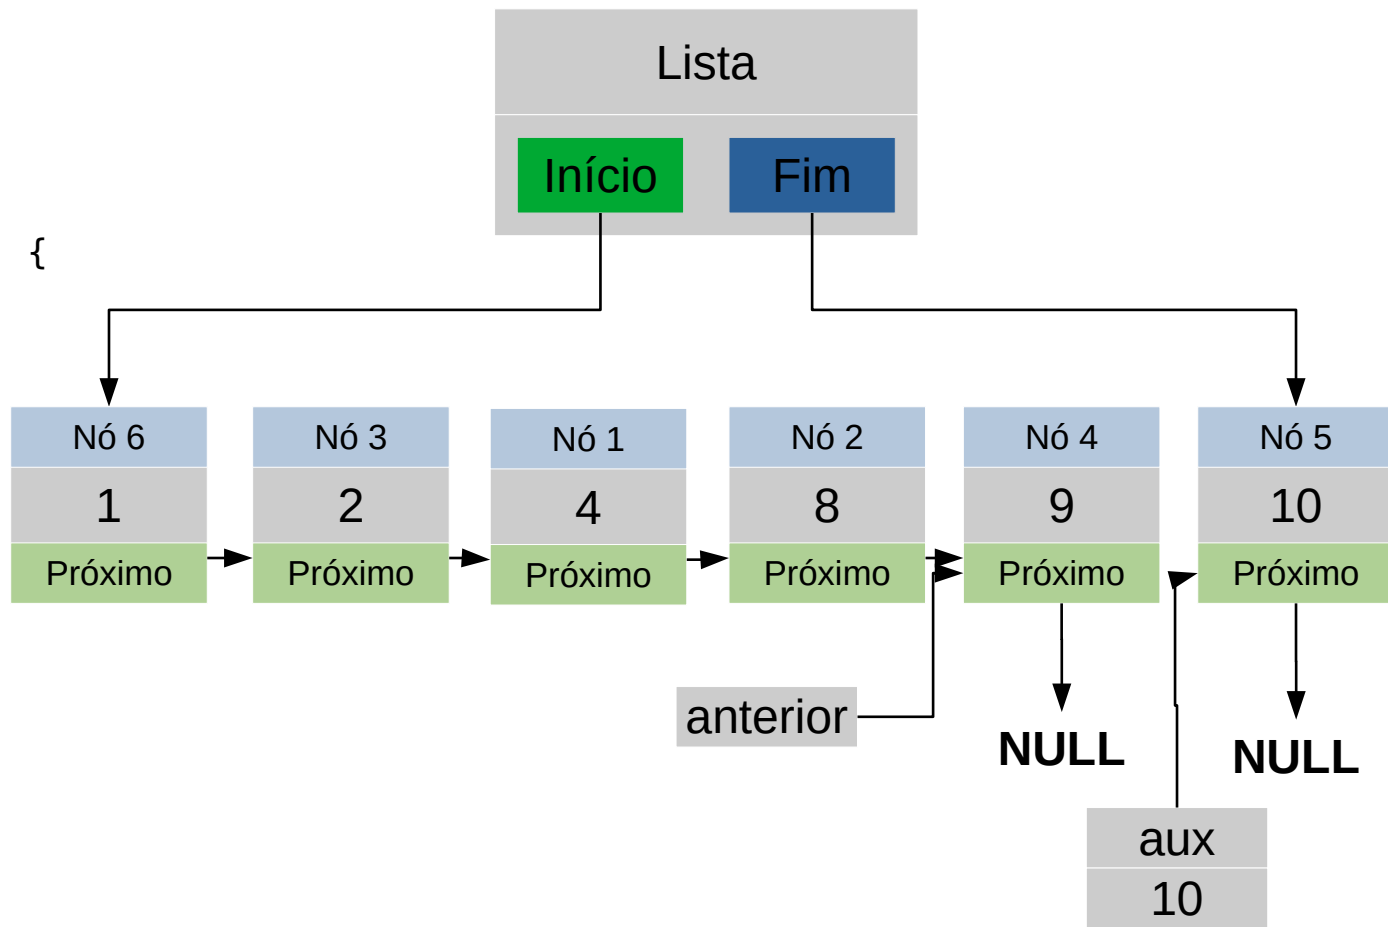 Lista
Início Fim
{
Nó 6 Nó 3 Nó 1 Nó 2 Nó 4 Nó 5
1 2 4 8 9 10
Próximo Próximo Próximo Próximo Próximo Próximo
anterior
NULL NULL
aux
10